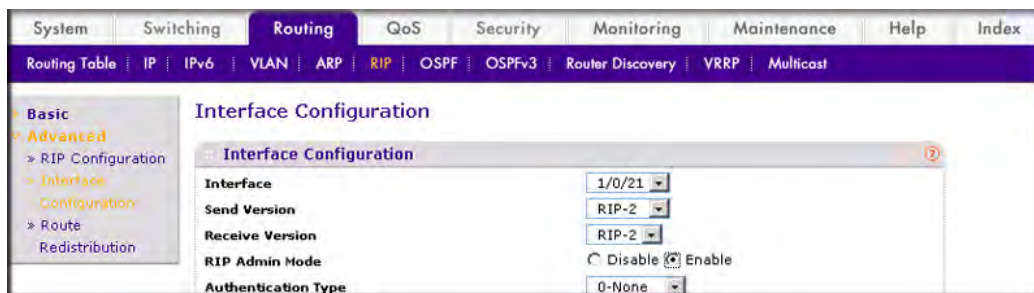 System Switching Routing QoS Security Monitoring Maintenance Help Index
Routing Table IP IPv6 VLAN ARP RIP OSPF OSPFv3 Router Discovery VRRP Multicast
Basic
Advanced
» RIP Configuration
» Interface
Configuration
» Route
Redistribution
Interface Configuration
Interface Configuration ?
Interface 1/0/21
Send Version RIP-2
Receive Version RIP-2
RIP Admin Mode Disable Enable
Authentication Type 0-None